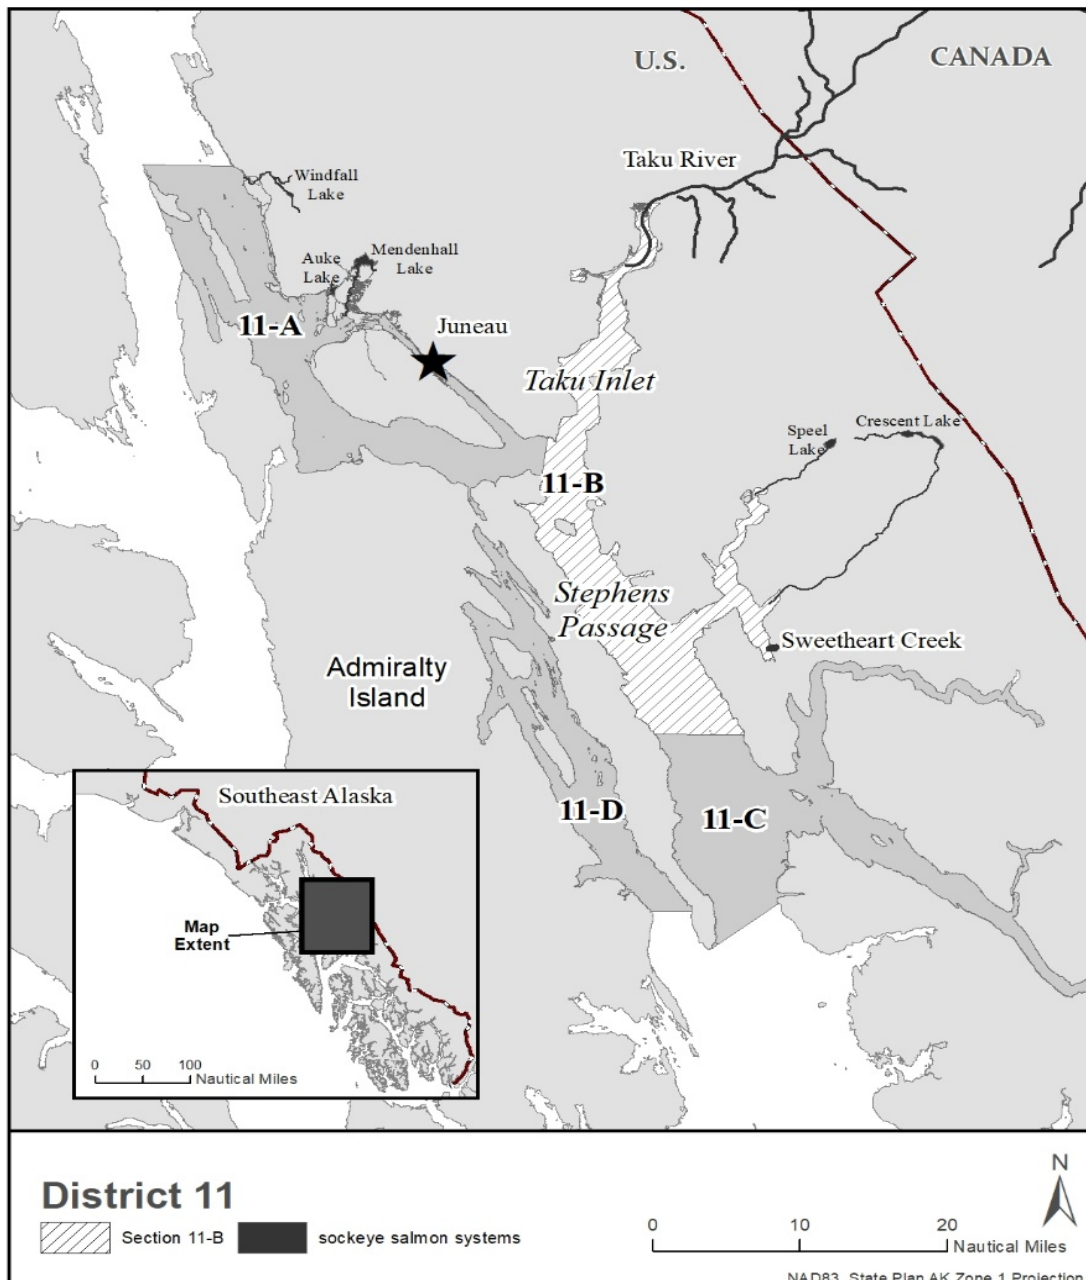 U.S.
CANADA
Taku River
Windfall
Lake
Auke
Lake
Mendenhall
Lake
11-A
Juneau
Taku Inlet
Speel
Lake
Crescent Lake
11-B
Stephens
Passage
Sweetheart Creek
Admiralty
Island
11-D
11-C
Southeast Alaska
Map
Extent
0 50 100
Nautical Miles
N
District 11
Section 11-B
sockeye salmon systems
0 10 20
Nautical Miles
NAD83, State Plan AK Zone 1 Projection